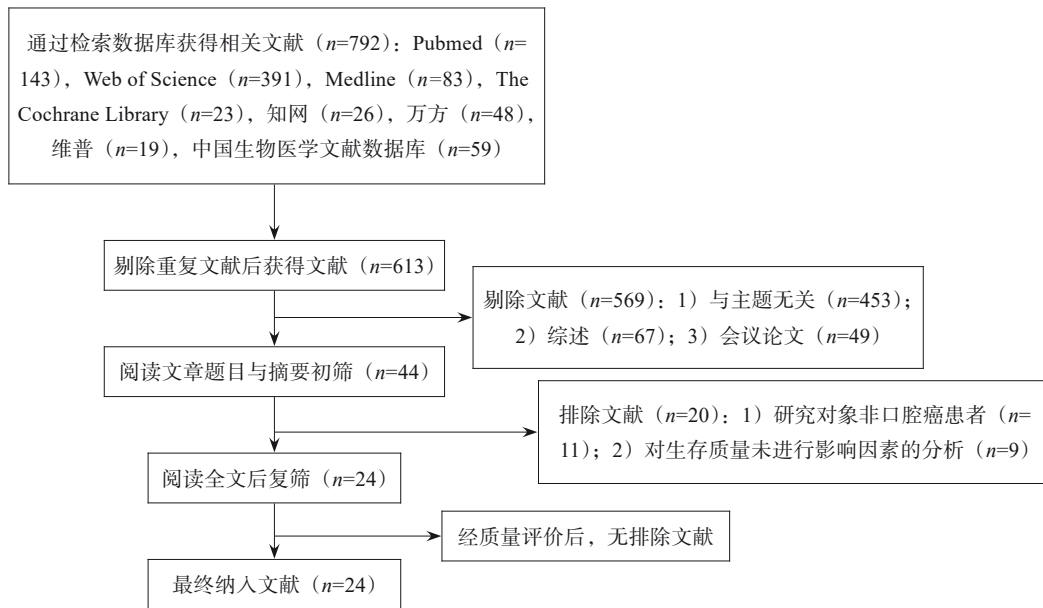 通过检索数据库获得相关文献（n=792）：Pubmed（n=
143），Web of Science（n=391），Medline（n=83），The
Cochrane Library（n=23），知网（n=26），万方（n=48），
维普（n=19），中国生物医学文献数据库（n=59）
剔除重复文献后获得文献（n=613）
剔除文献（n=569）：1）与主题无关（n=453）；
2）综述（n=67）；3）会议论文（n=49）
阅读文章题目与摘要初筛（n=44）
排除文献（n=20）：1）研究对象非口腔癌患者（n=
11）；2）对生存质量未进行影响因素的分析（n=9）
阅读全文后复筛（n=24）
经质量评价后，无排除文献
最终纳入文献（n=24）